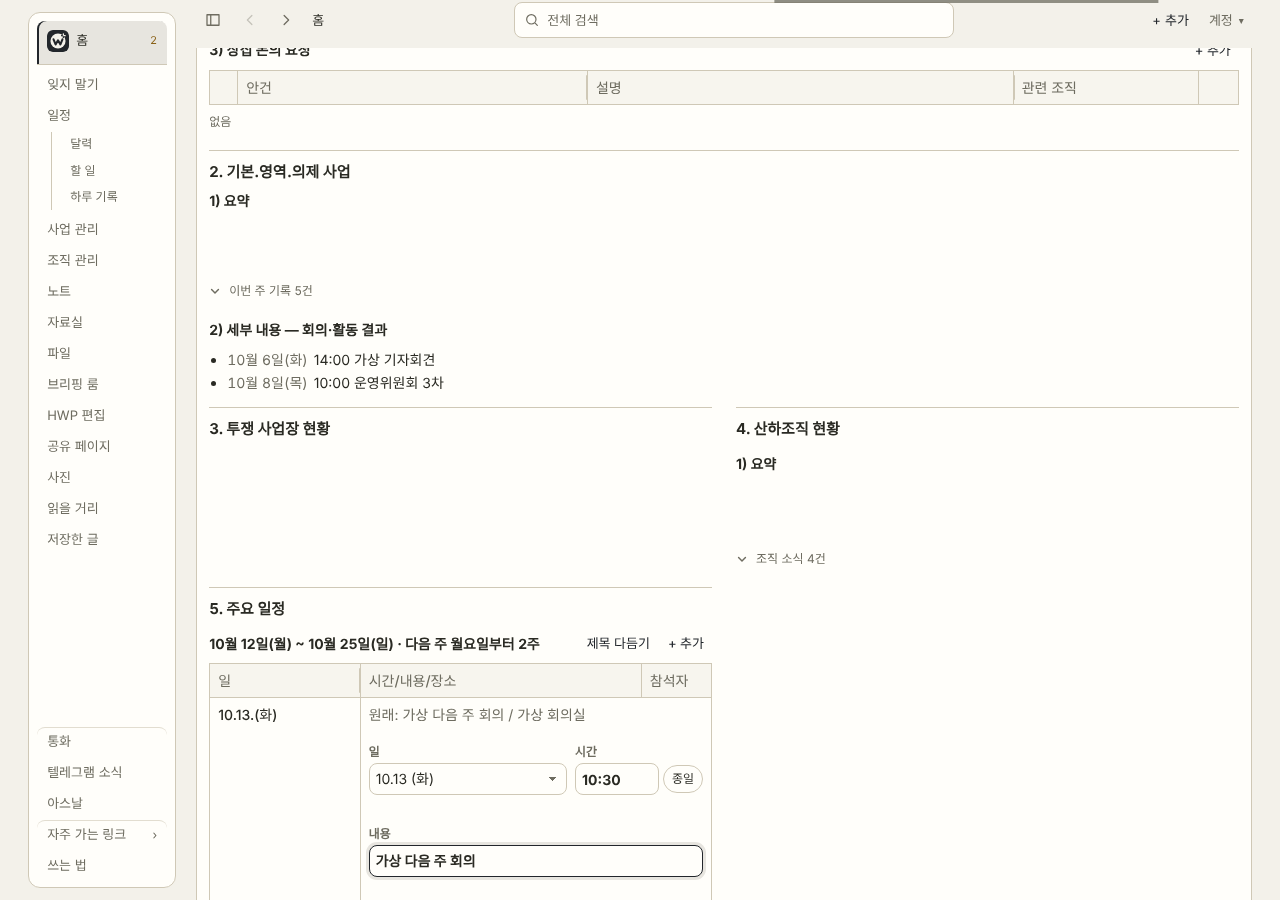 홈
2
잊지 말기
일정
달력
할 일
하루 기록
사업 관리
조직 관리
노트
자료실
파일
브리핑 룸
HWP 편집
공유 페이지
사진
읽을 거리
저장한 글
통화
텔레그램 소식
아스날
자주 가는 링크 ›
쓰는 법
홈
전체 검색
+ 추가
계정 ▾
+ 추가
안건 설명 관련 조직
없음
2. 기본.영역.의제 사업
1) 요약
이번 주 기록 5건
2) 세부 내용 — 회의·활동 결과
• 10월 6일(화) 14:00 가상 기자회견
• 10월 8일(목) 10:00 운영위원회 3차
3. 투쟁 사업장 현황
4. 산하조직 현황
1) 요약
조직 소식 4건
5. 주요 일정
10월 12일(월) ~ 10월 25일(일) · 다음 주 월요일부터 2주 제목 다듬기 + 추가
일 시간/내용/장소 참석자
10.13.(화) 원래: 가상 다음 주 회의 / 가상 회의실
일 시간
10.13 (화) 10:30 종일
내용
가상 다음 주 회의